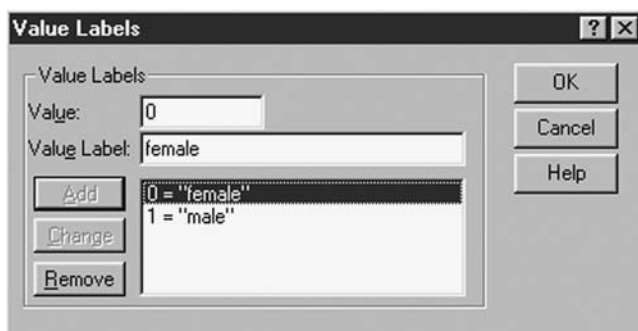 Value Labels
Value Labels
OK
Value: 0
Cancel
Value Label: female
Help
Add
0 = "female"
1 = "male"
Change
Remove